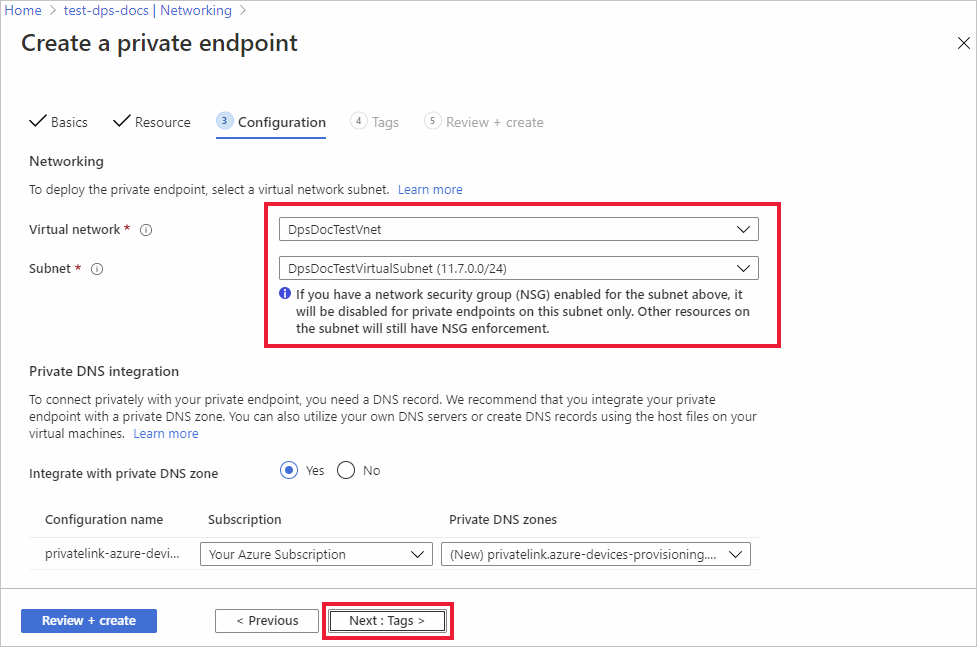 Home > test-dps-docs | Networking >
Create a private endpoint
Basics Resource 3 Configuration 4 Tags 5 Review + create
Networking
To deploy the private endpoint, select a virtual network subnet. Learn more
Virtual network * DpsDocTestVnet
Subnet * DpsDocTestVirtualSubnet (11.7.0.0/24)
If you have a network security group (NSG) enabled for the subnet above, it
will be disabled for private endpoints on this subnet only. Other resources on
the subnet will still have NSG enforcement.
Private DNS integration
To connect privately with your private endpoint, you need a DNS record. We recommend that you integrate your private
endpoint with a private DNS zone. You can also utilize your own DNS servers or create DNS records using the host files on your
virtual machines. Learn more
Integrate with private DNS zone Yes No
Configuration name Subscription Private DNS zones
privatelink-azure-devi... Your Azure Subscription (New) privatelink.azure-devices-provisioning....
Review + create < Previous Next : Tags >